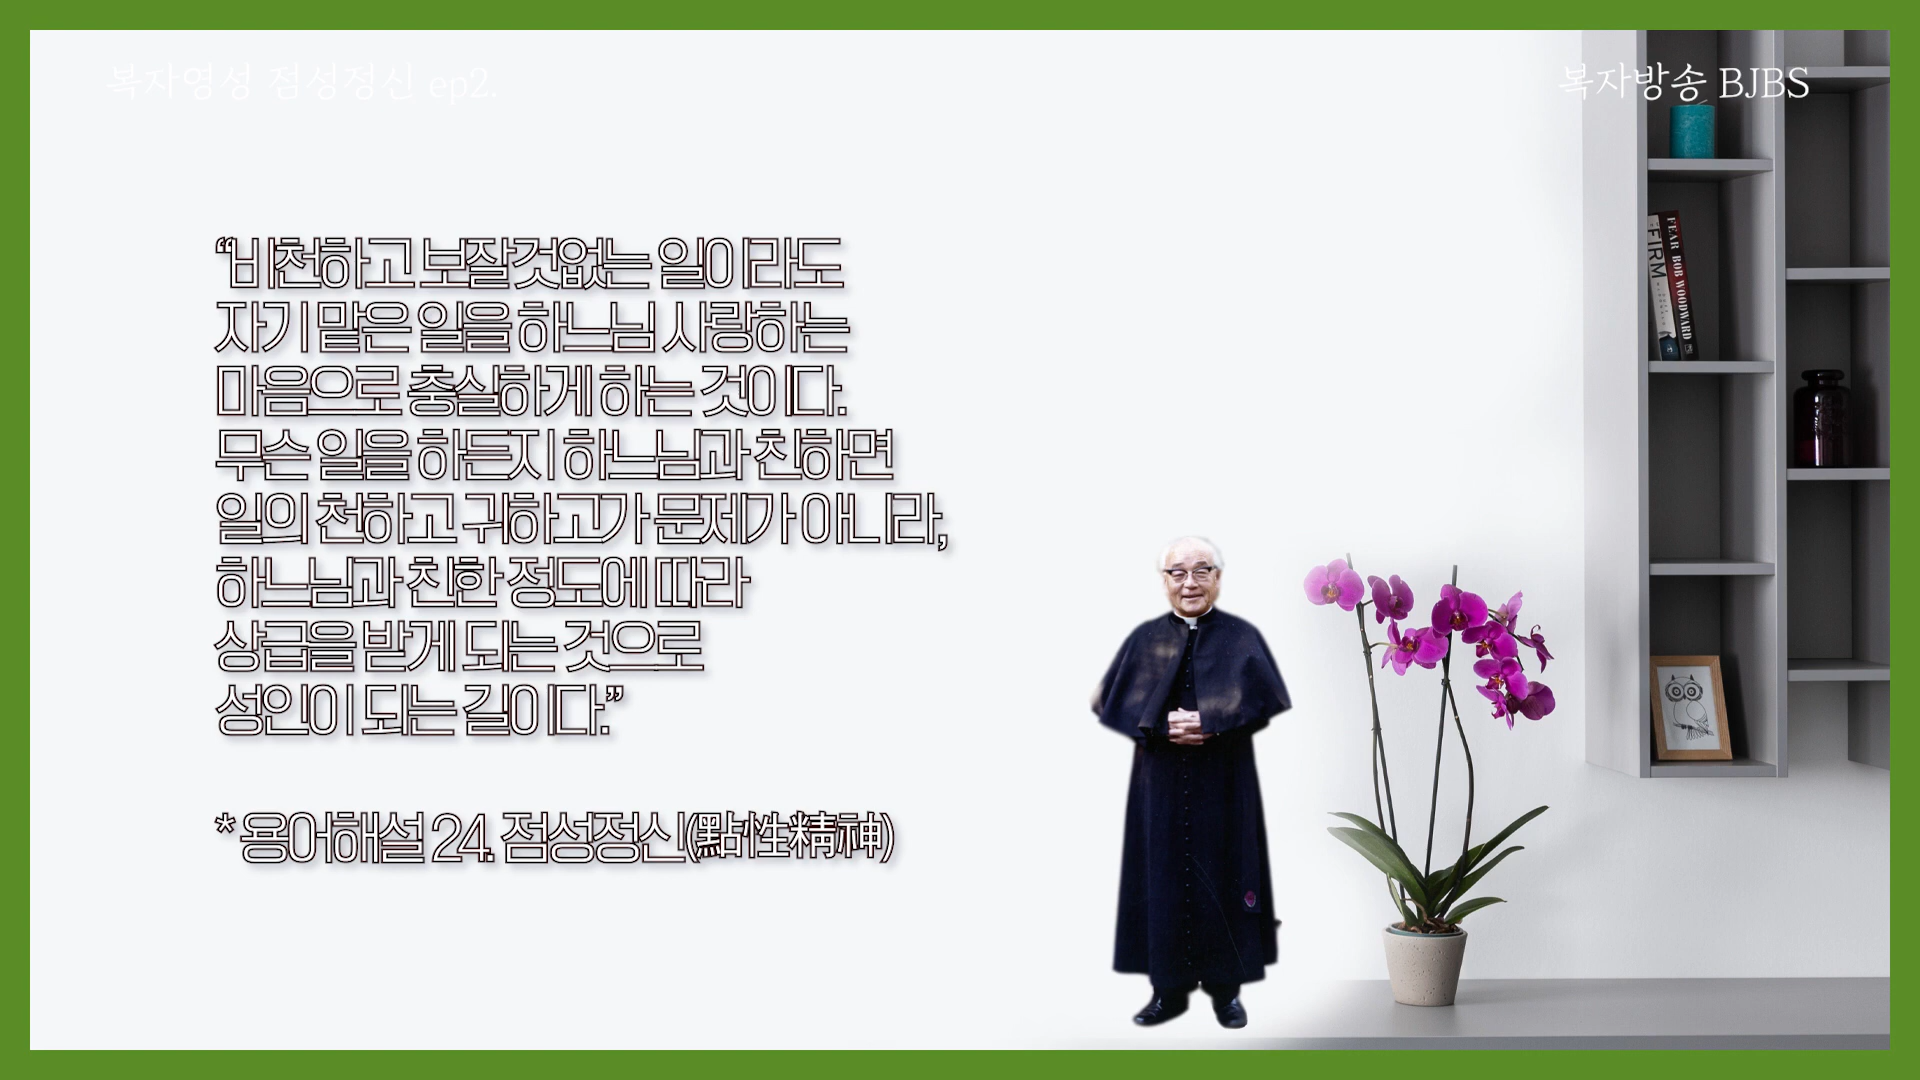 복자영성 점성정신 ep2.
복자방송 BJBS
“비천하고 보잘것없는 일이라도
자기 맡은 일을 하느님 사랑하는
마음으로 충실하게 하는 것이다.
무슨 일을 하든지 하느님과 친하면
일의 천하고 귀하고가 문제가 아니라,
하느님과 친한 정도에 따라
상급을 받게 되는 것으로
성인이 되는 길이다.”
* 용어해설 24. 점성정신(點性精神)
FIRM
FEAR BOB WOODWARD